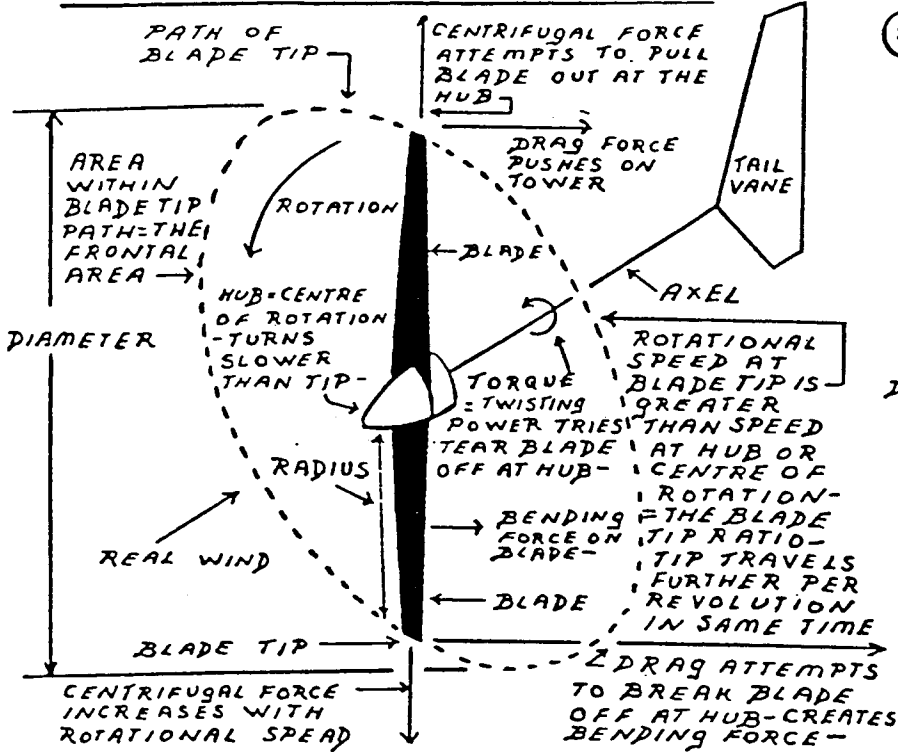 PATH OF
BLADE TIP
CENTRIFUGAL FORCE
ATTEMPTS TO PULL
BLADE OUT AT THE
HUB
DRAG FORCE
PUSHES ON
TOWER
TAIL
VANE
AREA
WITHIN
BLADE TIP
PATH=THE
FRONTAL
AREA
ROTATION
BLADE
AXEL
HUB=CENTRE
OF ROTATION
-TURNS
SLOWER
THAN TIP-
DIAMETER
TORQUE
=TWISTING
POWER TRIES
TEAR BLADE
OFF AT HUB-
ROTATIONAL
SPEED AT
BLADE TIP IS
GREATER
THAN SPEED
AT HUB OR
CENTRE OF
ROTATION-
=THE BLADE
TIP RATIO-
TIP TRAVELS
FURTHER PER
REVOLUTION
IN SAME TIME
RADIUS
BENDING
FORCE ON
BLADE-
REAL WIND
BLADE
BLADE TIP
CENTRIFUGAL FORCE
INCREASES WITH
ROTATIONAL SPEAD
DRAG ATTEMPTS
TO BREAK BLADE
OFF AT HUB-CREATES
BENDING FORCE-